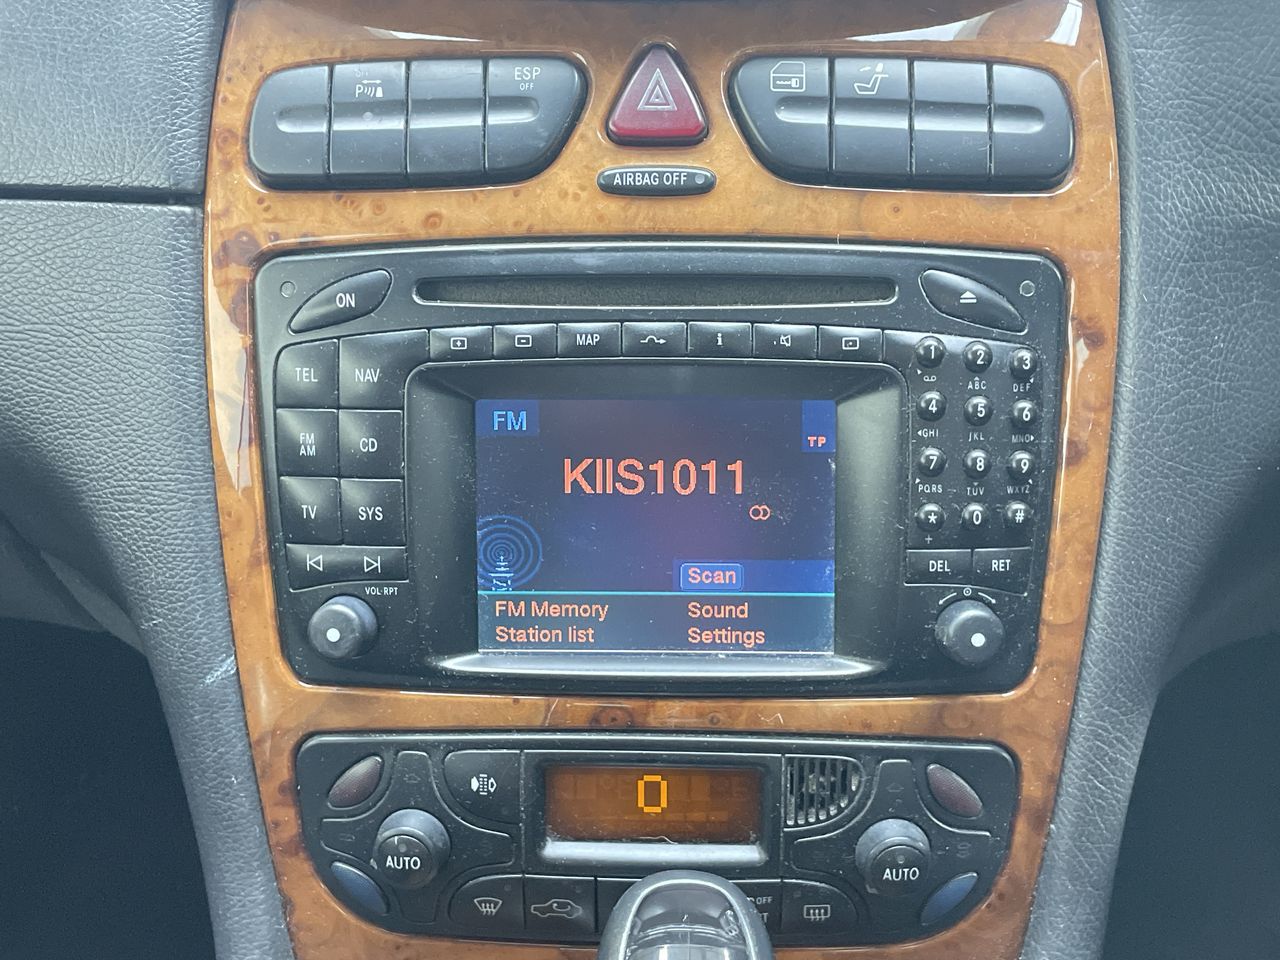 P
ESP
OFF
AIRBAG OFF
ON
MAP
i
TEL
NAV
FM
AM
CD
TV
SYS
VOL·RPT
FM
TP
KIIS1011
Scan
FM Memory
Sound
Station list
Settings
1
2
3
ABC
DEF
4
5
6
GHI
JKL
MNO
7
8
9
PQRS
TUV
WXYZ
*
0
#
+
DEL
RET
0
AUTO
AUTO
OFF